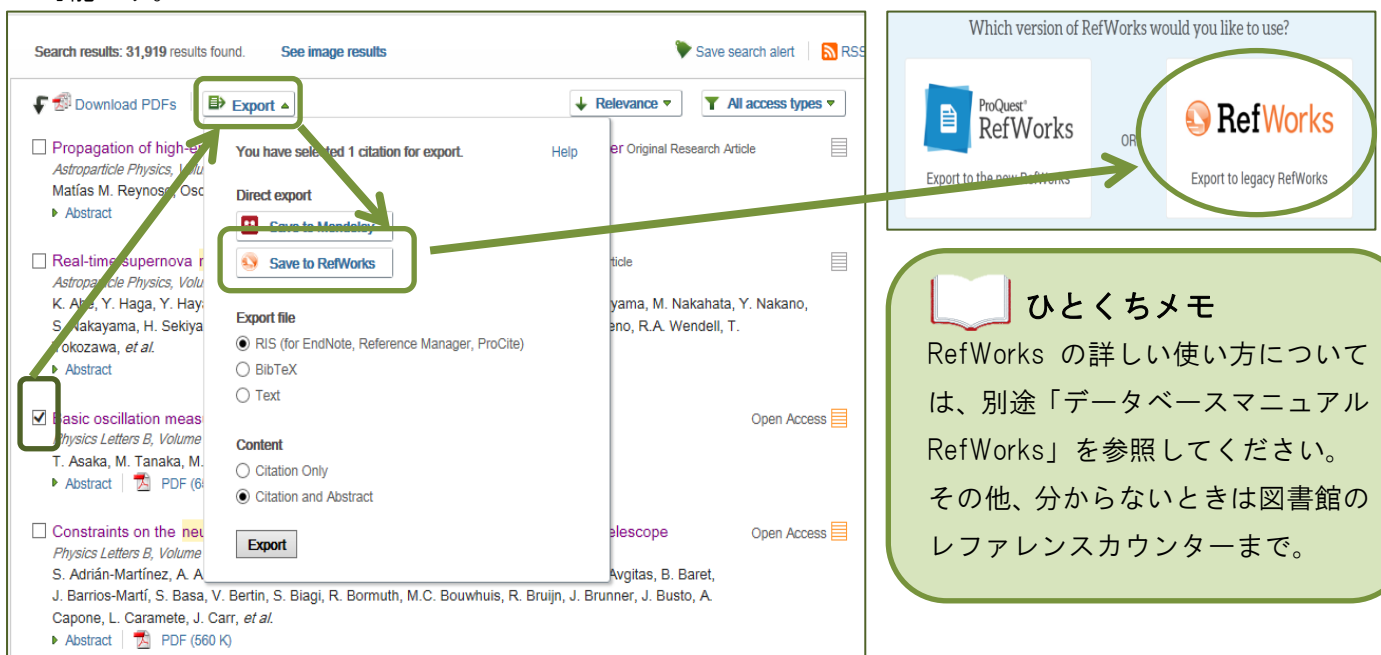 Search results: 31,919 results found. See image results Save search alert RSS
Download PDFs Export Relevance All access types
Propagation of high-e er Original Research Article
Astroparticle Physics, Volu
Matías M. Reynoso, Osc
Abstract
Real-time supernova ticle
Astroparticle Physics, Volu
K. Abe, Y. Haga, Y. Hay yama, M. Nakahata, Y. Nakano,
S. Nakayama, H. Sekiya eno, R.A. Wendell, T.
Yokozawa, et al.
Abstract
Basic oscillation meas Open Access
Physics Letters B, Volume
T. Asaka, M. Tanaka, M.
Abstract PDF (6
Constraints on the neu elescope Open Access
Physics Letters B, Volume
S. Adrián-Martínez, A. A Avgitas, B. Baret,
J. Barrios-Martí, S. Basa, V. Bertin, S. Biagi, R. Bormuth, M.C. Bouwhuis, R. Bruijn, J. Brunner, J. Busto, A.
Capone, L. Caramete, J. Carr, et al.
Abstract PDF (560 K)
You have selected 1 citation for export. Help
Direct export
Save to Mendeley
Save to RefWorks
Export file
RIS (for EndNote, Reference Manager, ProCite)
BibTeX
Text
Content
Citation Only
Citation and Abstract
Export
Which version of RefWorks would you like to use?
ProQuest®
RefWorks
Export to the new RefWorks
OR
RefWorks
Export to legacy RefWorks
ひとくちメモ
RefWorks の詳しい使い方について
は、別途「データベースマニュアル
RefWorks」を参照してください。
その他、分からないときは図書館の
レファレンスカウンターまで。